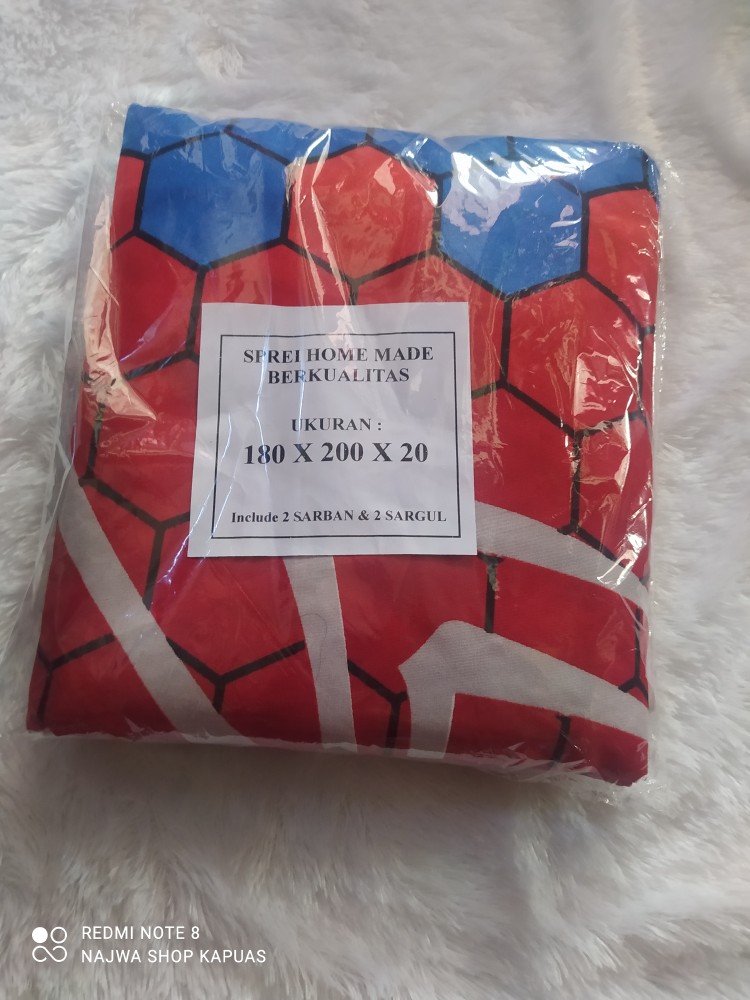 SPREI HOME MADE
BERKUALITAS
UKURAN :
180 X 200 X 20
Include 2 SARBAN & 2 SARGUL
REDMI NOTE 8
NAJWA SHOP KAPUAS